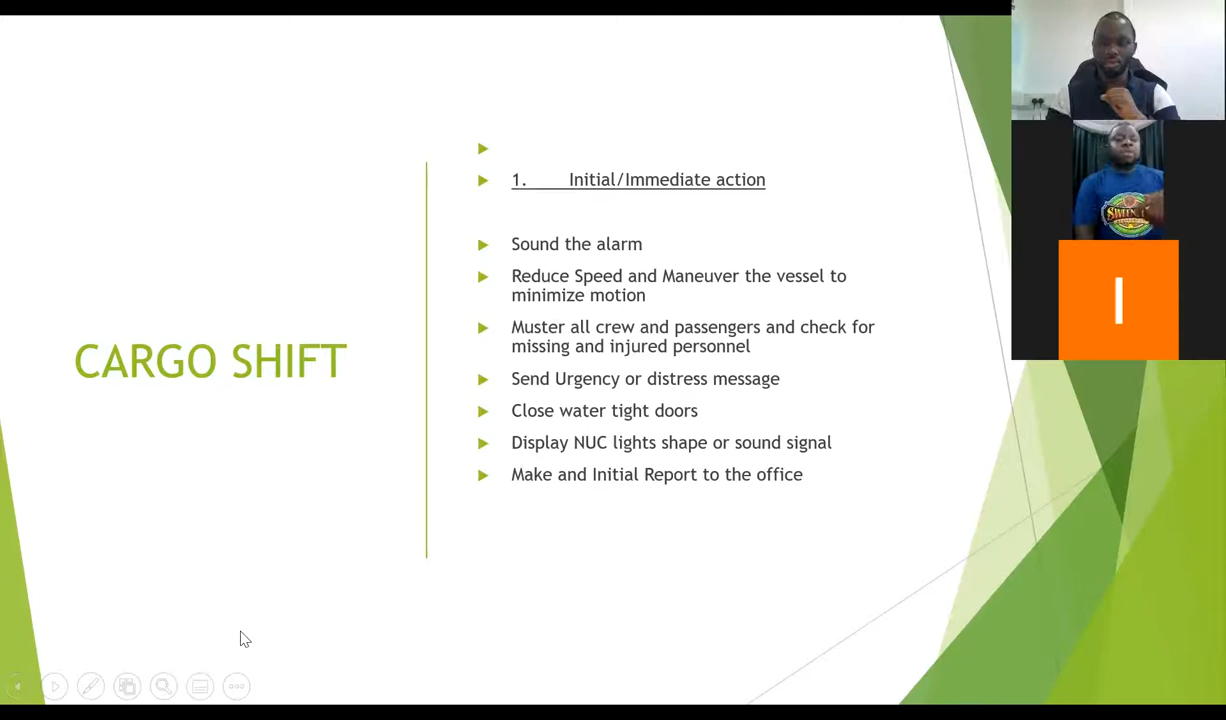 CARGO SHIFT
1. Initial/Immediate action
Sound the alarm
Reduce Speed and Maneuver the vessel to
minimize motion
Muster all crew and passengers and check for
missing and injured personnel
Send Urgency or distress message
Close water tight doors
Display NUC lights shape or sound signal
Make and Initial Report to the office
I